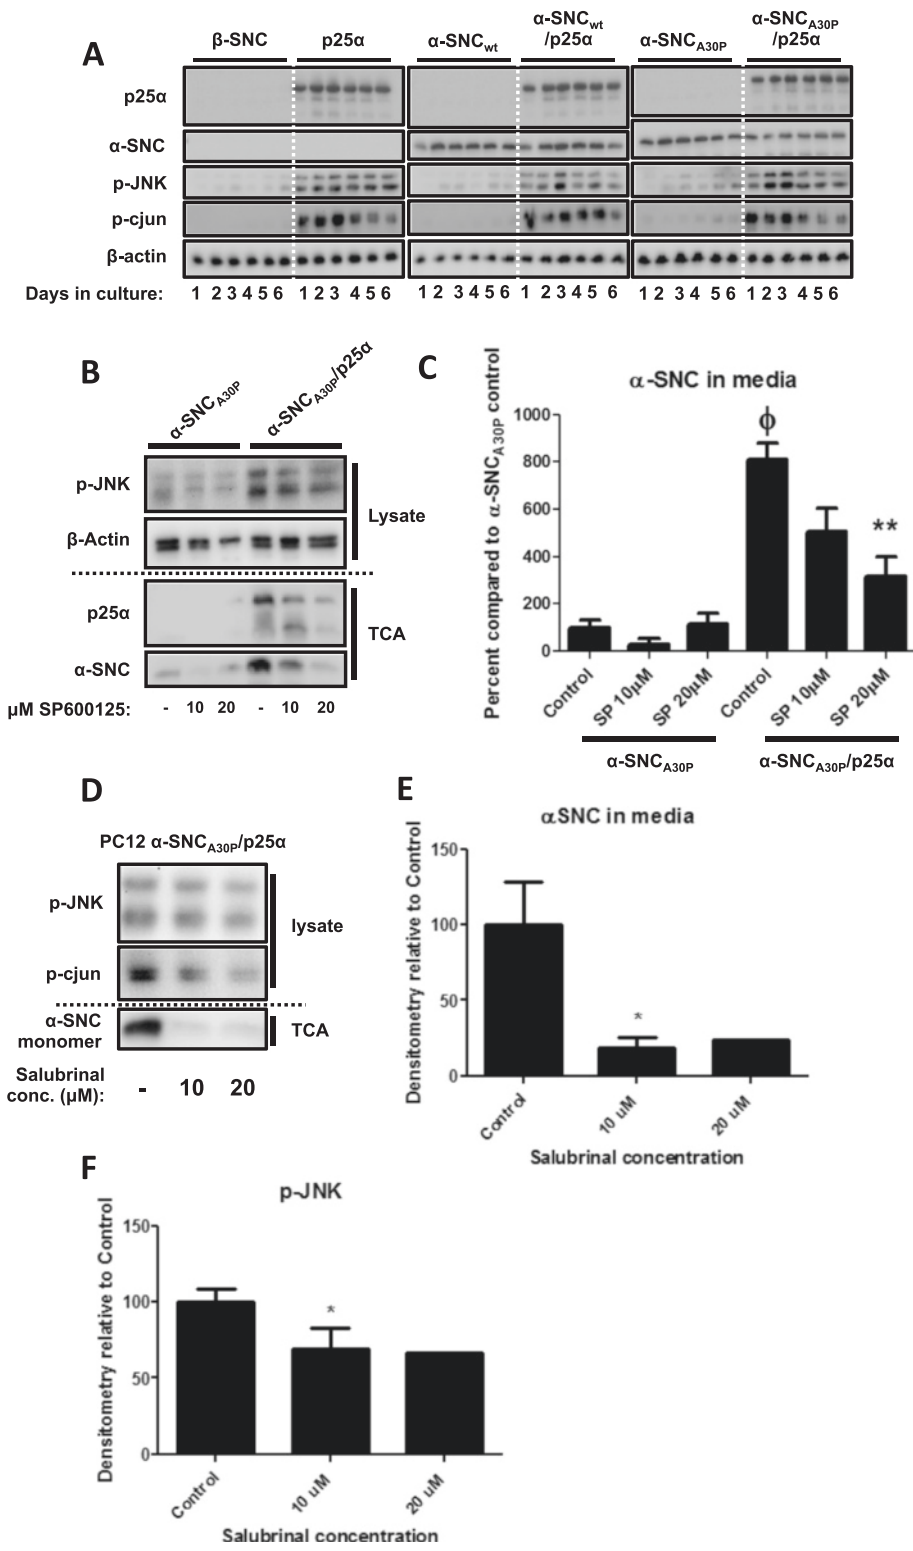 A
β-SNC p25α α-SNCwt α-SNCwt/p25α α-SNCA30P α-SNCA30P/p25α
p25α
α-SNC
p-JNK
p-cjun
β-actin
Days in culture: 1 2 3 4 5 6 1 2 3 4 5 6 1 2 3 4 5 6 1 2 3 4 5 6 1 2 3 4 5 6 1 2 3 4 5 6
B
α-SNCA30P
α-SNCA30P/p25α
p-JNK
β-Actin
Lysate
p25α
α-SNC
TCA
μM SP600125: - 10 20 - 10 20
C
α-SNC in media
Percent compared to α-SNCA30P control
1000
800
600
400
200
0
ϕ
**
Control
SP 10μM
SP 20μM
Control
SP 10μM
SP 20μM
α-SNCA30P
α-SNCA30P/p25α
D
PC12 α-SNCA30P/p25α
p-JNK
p-cjun
lysate
α-SNC
monomer
TCA
Salubrinal
conc. (μM): - 10 20
E
αSNC in media
Densitometry relative to Control
150
100
50
0
*
Control
10 uM
20 uM
Salubrinal concentration
F
p-JNK
Densitometry relative to Control
150
100
50
0
*
Control
10 uM
20 uM
Salubrinal concentration